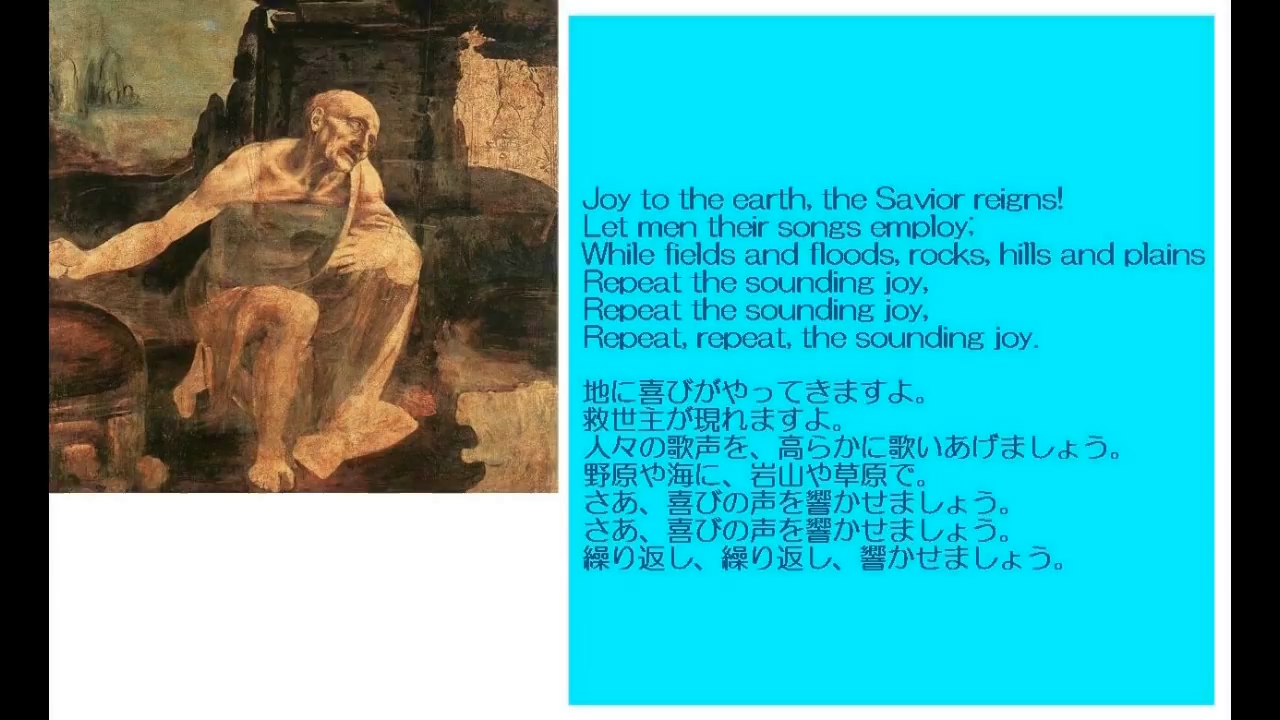 Joy to the earth, the Savior reigns!
Let men their songs employ;
While fields and floods, rocks, hills and plains
Repeat the sounding joy,
Repeat the sounding joy,
Repeat, repeat, the sounding joy.
地に喜びがやってきますよ。
救世主が現れますよ。
人々の歌声を、高らかに歌いあげましょう。
野原や海に、岩山や草原で。
さあ、喜びの声を響かせましょう。
さあ、喜びの声を響かせましょう。
繰り返し、繰り返し、響かせましょう。